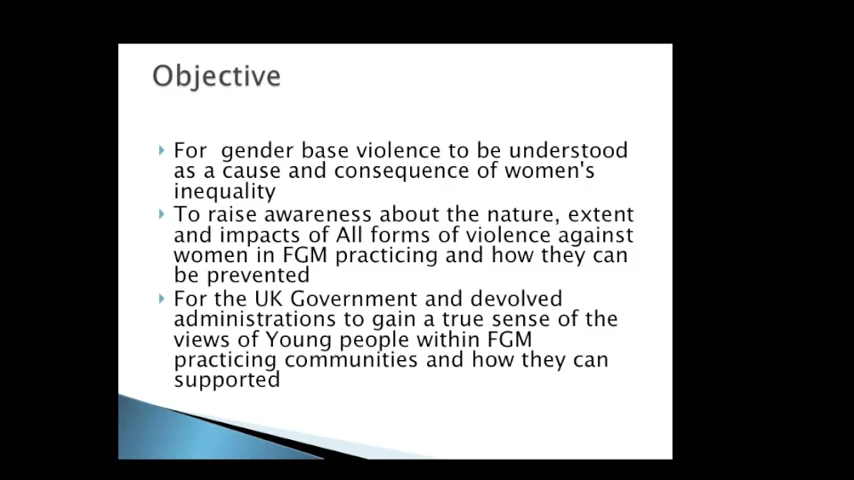 Objective
For gender base violence to be understood
as a cause and consequence of women's
inequality
To raise awareness about the nature, extent
and impacts of All forms of violence against
women in FGM practicing and how they can
be prevented
For the UK Government and devolved
administrations to gain a true sense of the
views of Young people within FGM
practicing communities and how they can
supported